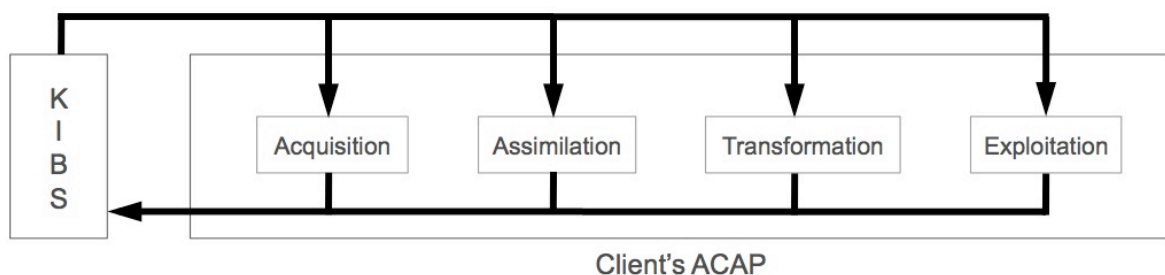 K
I
B
S
Acquisition
Assimilation
Transformation
Exploitation
Client's ACAP